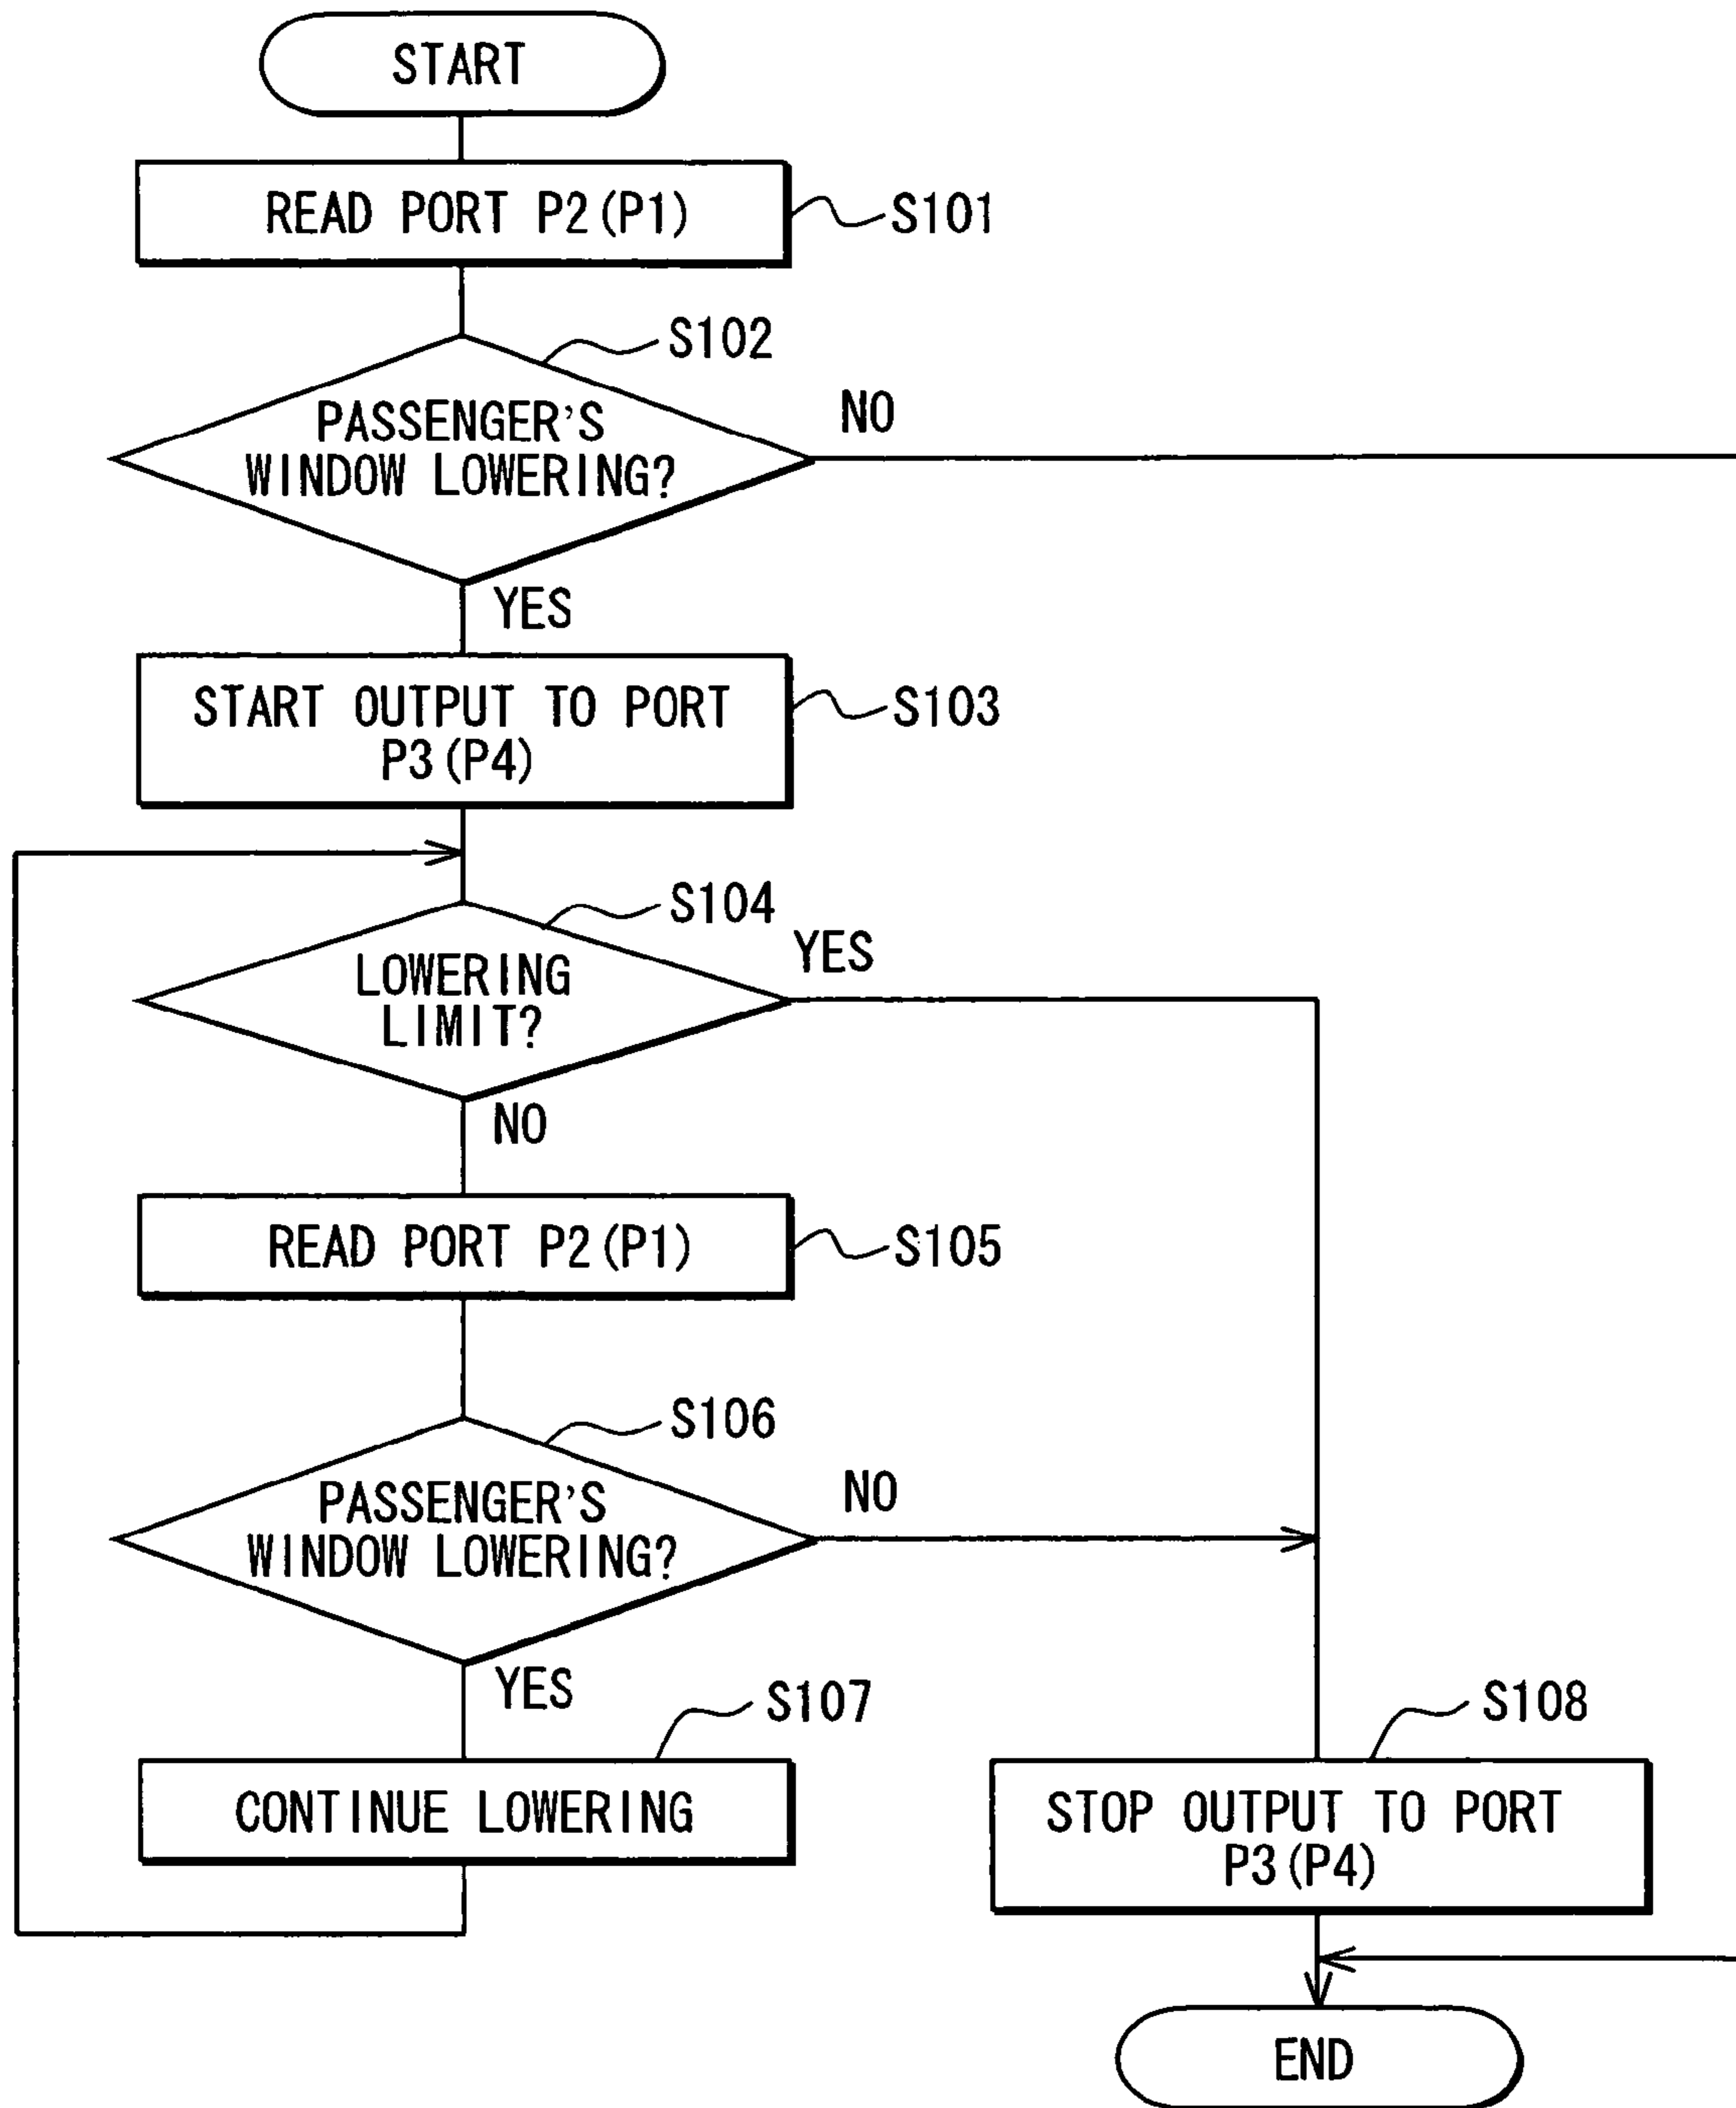 START
READ PORT P2(P1)
S101
S102
PASSENGER'S
WINDOW LOWERING?
NO
YES
START OUTPUT TO PORT
P3(P4)
S103
S104
LOWERING
LIMIT?
YES
NO
READ PORT P2(P1)
S105
S106
PASSENGER'S
WINDOW LOWERING?
NO
YES
S107
CONTINUE LOWERING
S108
STOP OUTPUT TO PORT
P3(P4)
END